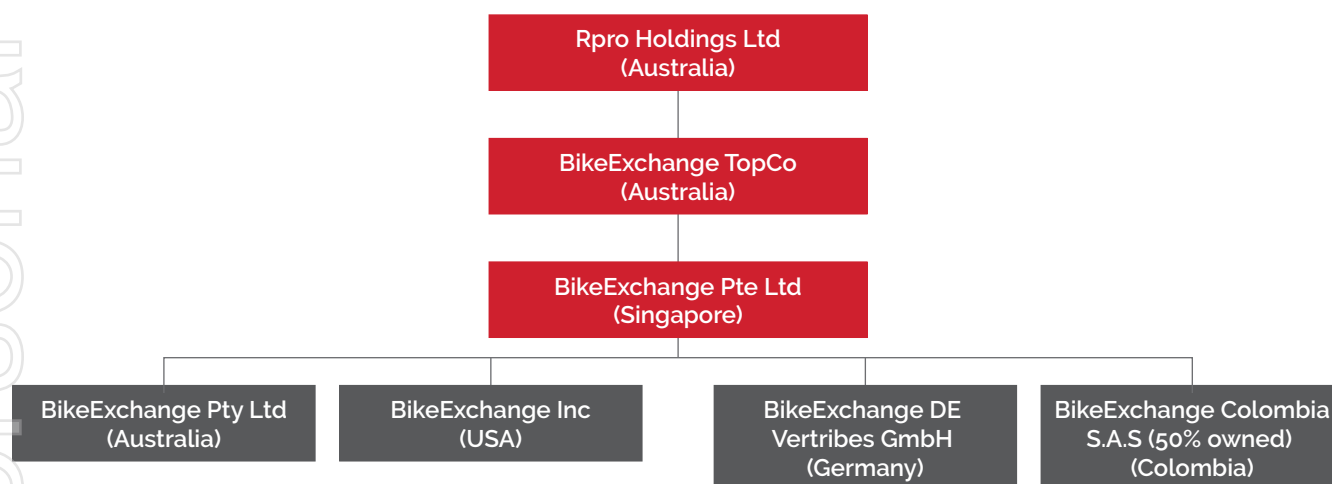 Rpro Holdings Ltd
(Australia)
BikeExchange TopCo
(Australia)
BikeExchange Pte Ltd
(Singapore)
BikeExchange Pty Ltd
(Australia)
BikeExchange Inc
(USA)
BikeExchange DE
Vertribes GmbH
(Germany)
BikeExchange Colombia
S.A.S (50% owned)
(Colombia)